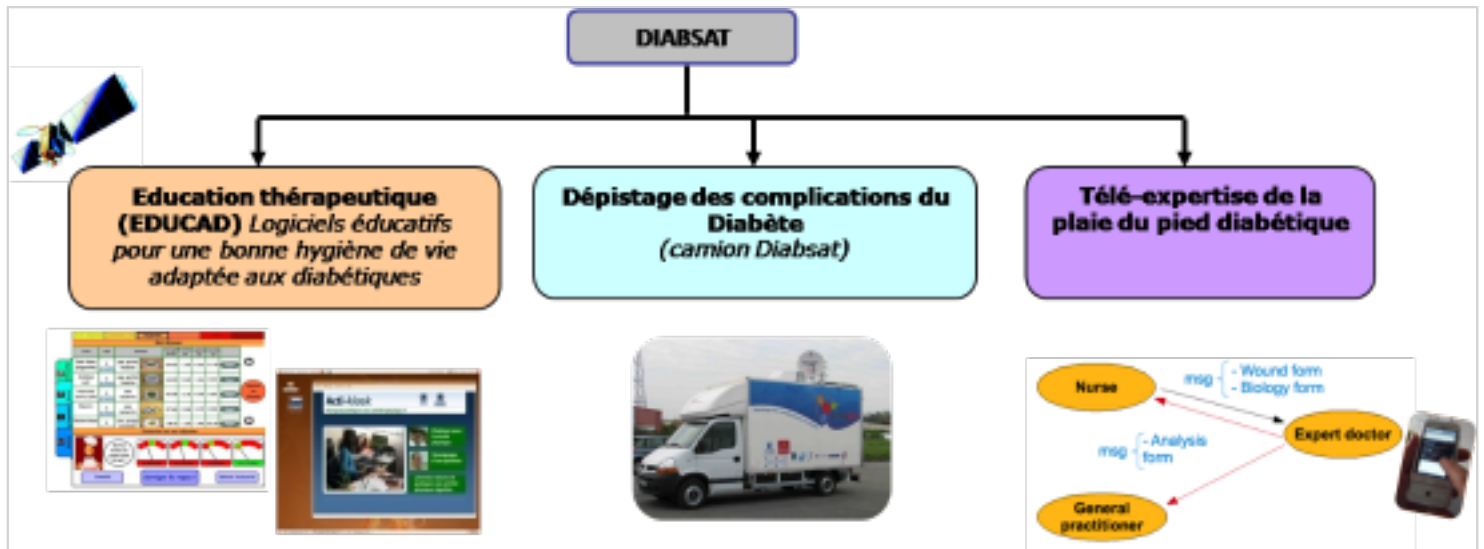 DIABSAT
Education thérapeutique
(EDUCAD) Logiciels éducatifs
pour une bonne hygiène de vie
adaptée aux diabétiques
Dépistage des complications du
Diabète
(camion Diabsat)
Télé-expertise de la
plaie du pied diabétique
Acti-kiosk
Nurse
msg
- Wound form
- Biology form
Expert doctor
msg
- Analysis
form
General
practitioner